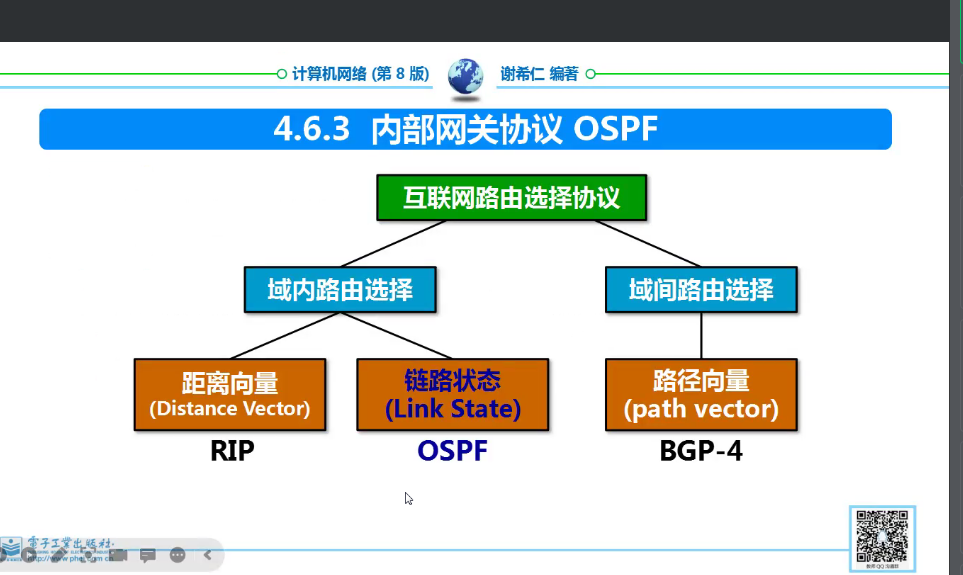 计算机网络 (第 8 版)
谢希仁 编著
4.6.3 内部网关协议 OSPF
互联网路由选择协议
域内路由选择
域间路由选择
距离向量
(Distance Vector)
链路状态
(Link State)
路径向量
(path vector)
RIP
OSPF
BGP-4
電子工業出版社